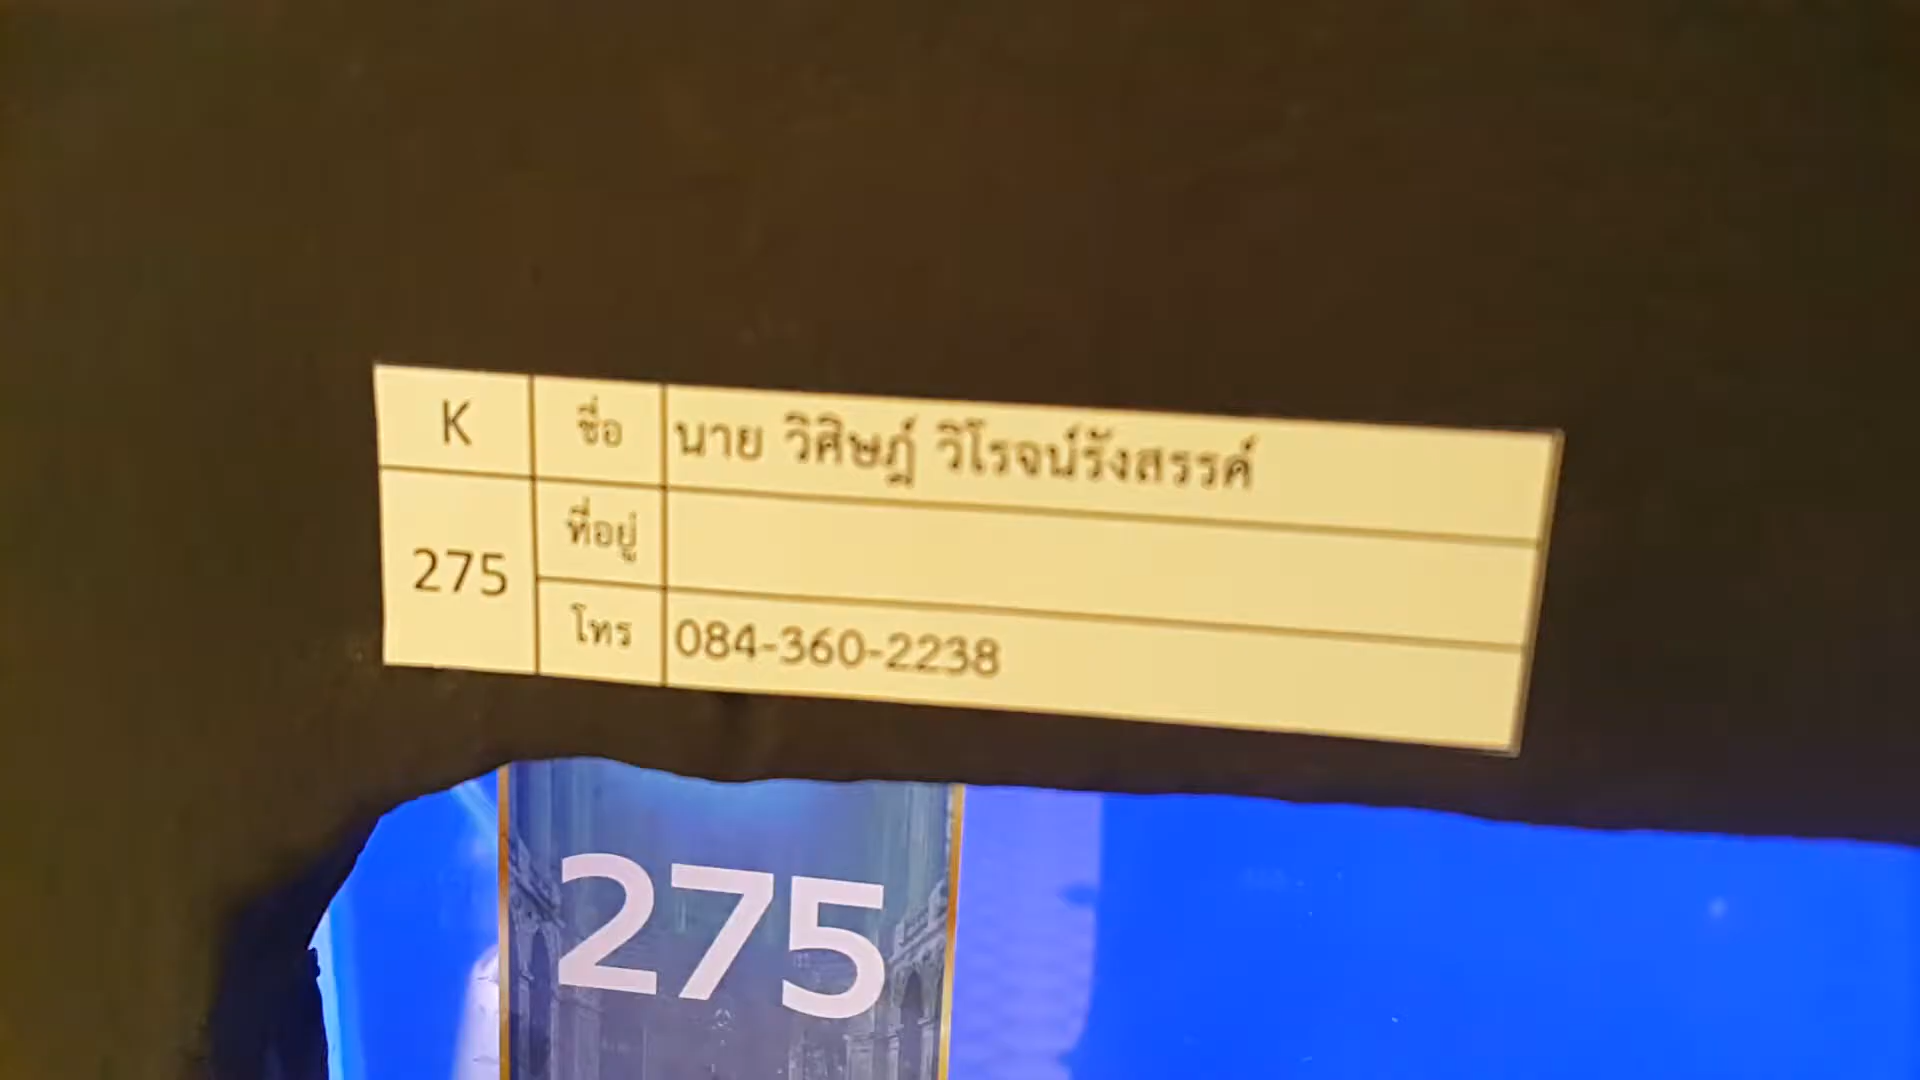 K ชื่อ นาย วิศิษฎ์ วิโรจน์รังสรรค์
275 ที่อยู่
โทร 084-360-2238
275